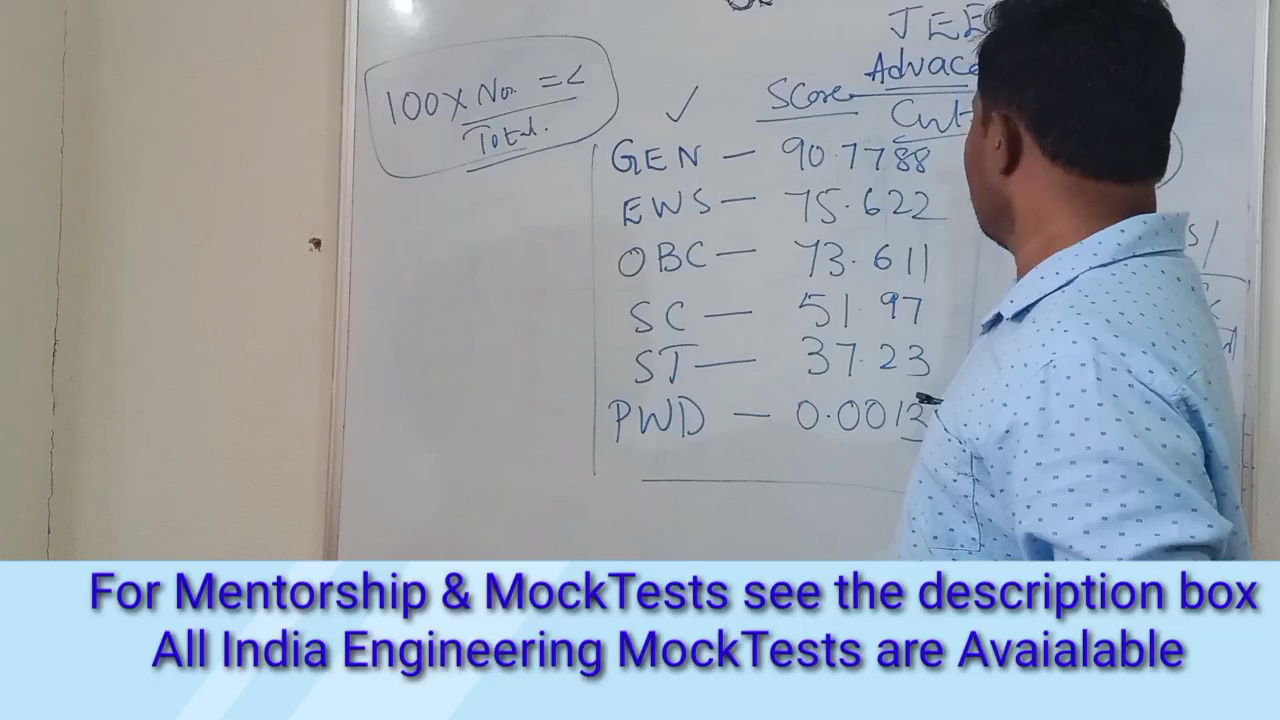 JEE
Advace
100 X No. = <
Total.
✓ Score Cut
GEN — 90.7788
EWS — 75.622
OBC — 73.611
SC — 51.97
ST — 37.23
PWD — 0.0013
For Mentorship & MockTests see the description box
All India Engineering MockTests are Avaialable